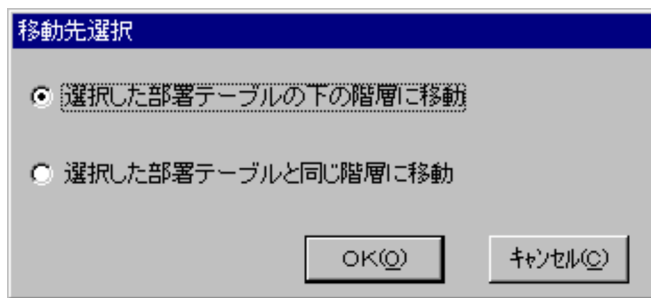 移動先選択
選択した部署テーブルの下の階層に移動
選択した部署テーブルと同じ階層に移動
OK(O) ｷｬﾝｾﾙ(C)